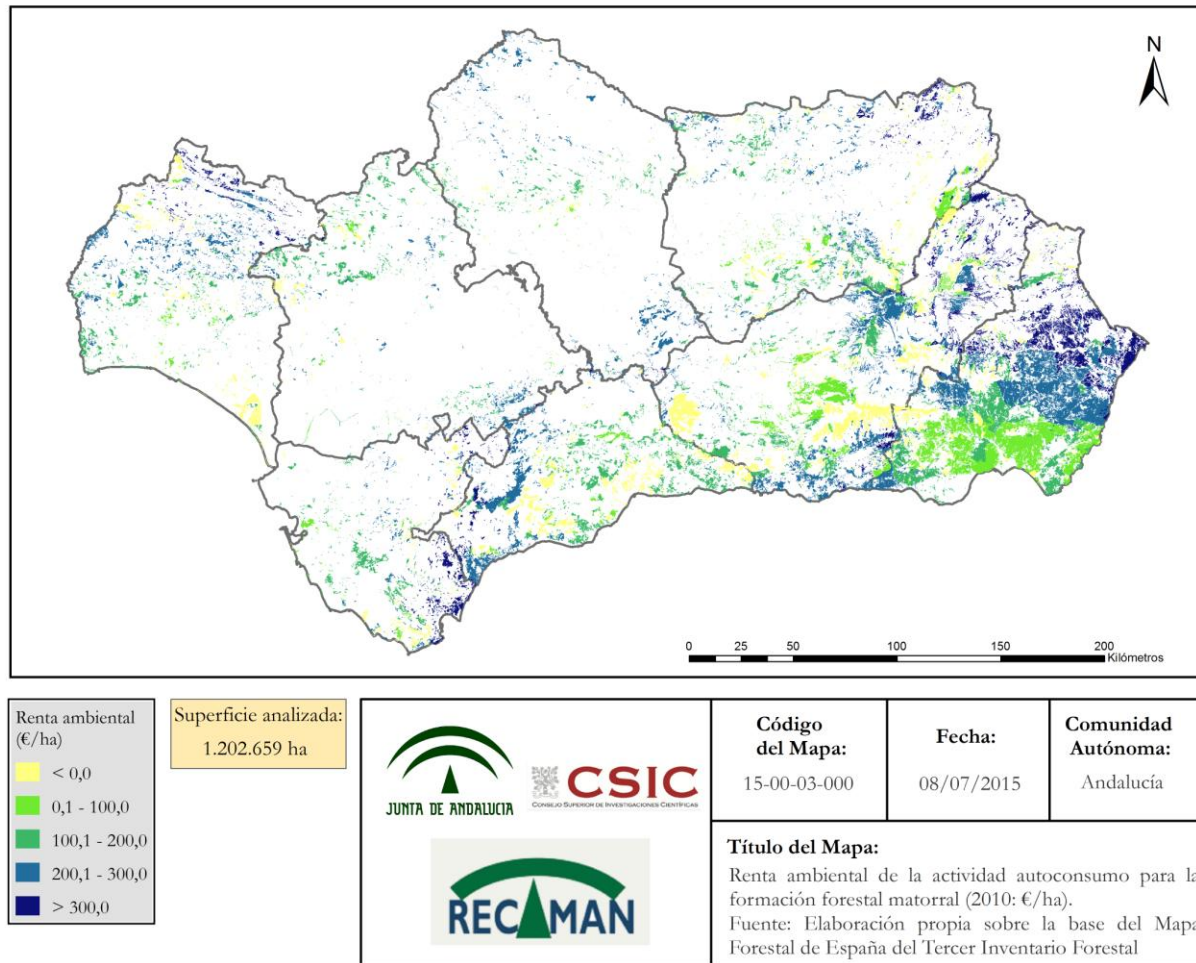 N
0 25 50 100 150 200
Kilómetros
Renta ambiental
(€/ha)
< 0,0
0,1 - 100,0
100,1 - 200,0
200,1 - 300,0
> 300,0
Superficie analizada:
1.202.659 ha
JUNTA DE ANDALUCIA
CSIC
CONSEJO SUPERIOR DE INVESTIGACIONES CIENTÍFICAS
RECAMAN
Código
del Mapa:
15-00-03-000
Fecha:
08/07/2015
Comunidad
Autónoma:
Andalucía
Título del Mapa:
Renta ambiental de la actividad autoconsumo para la
formación forestal matorral (2010: €/ha).
Fuente: Elaboración propia sobre la base del Mapa
Forestal de España del Tercer Inventario Forestal